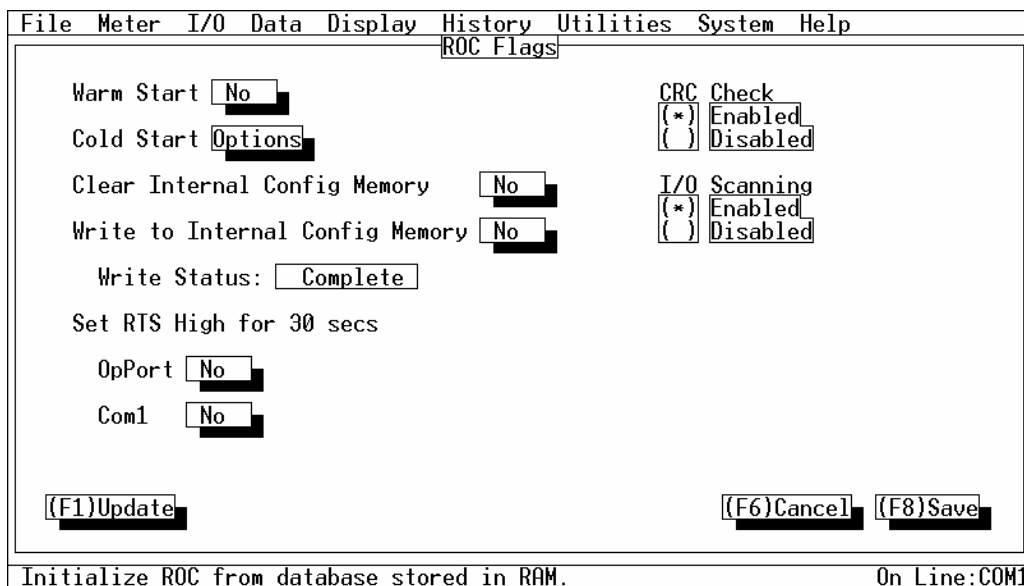 File Meter I/O Data Display History Utilities System Help
ROC Flags
Warm Start No
CRC Check
(*) Enabled
Cold Start Options
( ) Disabled
Clear Internal Config Memory No
I/O Scanning
(*) Enabled
Write to Internal Config Memory No
( ) Disabled
Write Status: Complete
Set RTS High for 30 secs
OpPort No
Com1 No
(F1)Update (F6)Cancel (F8)Save
Initialize ROC from database stored in RAM. On Line:COM1